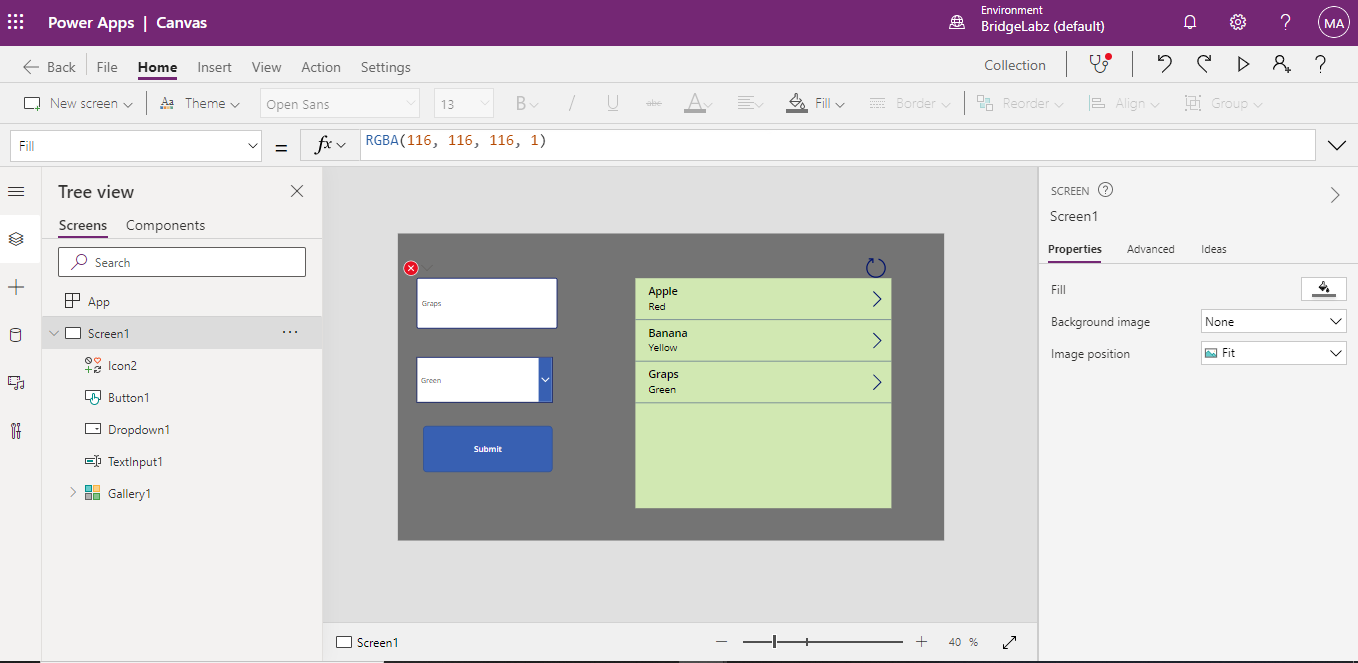 Power Apps | Canvas
Environment
BridgeLabz (default)
?
MA
Back
File
Home
Insert
View
Action
Settings
Collection
?
New screen
Theme
Open Sans
13
B
/
U
abc
A
Fill
Border
Reorder
Align
Group
Fill
=
fx
RGBA(116, 116, 116, 1)
Tree view
Screens
Components
Search
App
Screen1
...
Icon2
Button1
Dropdown1
TextInput1
Gallery1
Graps
Green
Submit
Apple
Red
Banana
Yellow
Graps
Green
SCREEN
?
Screen1
Properties
Advanced
Ideas
Fill
Background image
None
Image position
Fit
Screen1
40 %